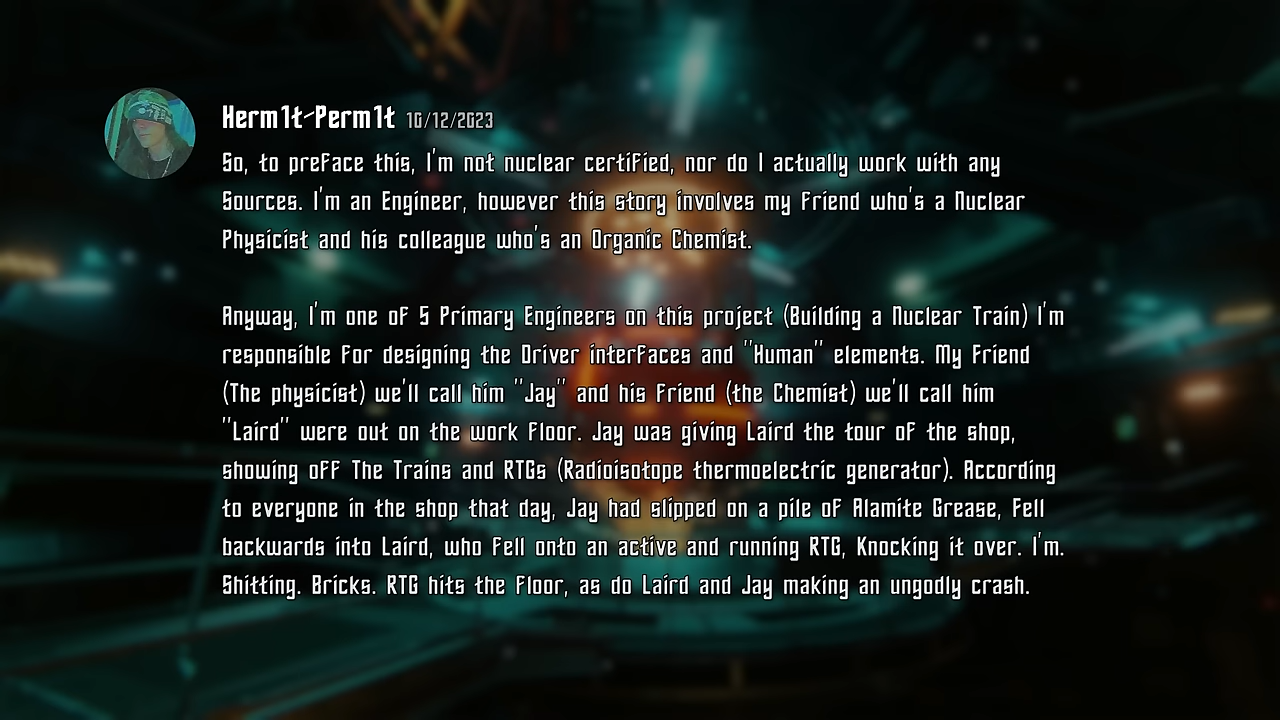 Herm1t-Perm1t 10/12/2023
So, to preface this, I'm not nuclear certified, nor do I actually work with any
Sources. I'm an Engineer, however this story involves my Friend who's a Nuclear
Physicist and his colleague who's an Organic Chemist.
Anyway, I'm one of 5 Primary Engineers on this project (Building a Nuclear Train) I'm
responsible for designing the Driver interfaces and "Human" elements. My Friend
(The physicist) we'll call him "Jay" and his Friend (the Chemist) we'll call him
"Laird" were out on the work floor. Jay was giving Laird the tour of the shop,
showing off The Trains and RTGs (Radioisotope thermoelectric generator). According
to everyone in the shop that day, Jay had slipped on a pile of Alamite Grease, Fell
backwards into Laird, who Fell onto an active and running RTG, Knocking it over. I'm.
Shitting. Bricks. RTG hits the Floor, as do Laird and Jay making an ungodly crash.